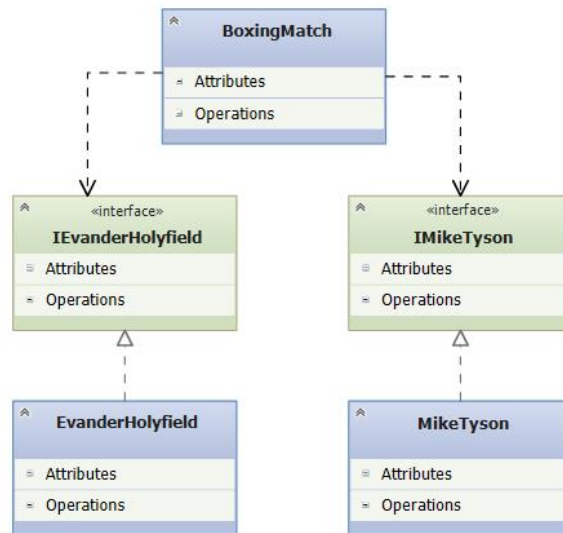 BoxingMatch
Attributes
Operations
«interface»
IEvanderHolyfield
Attributes
Operations
«interface»
IMikeTyson
Attributes
Operations
EvanderHolyfield
Attributes
Operations
MikeTyson
Attributes
Operations